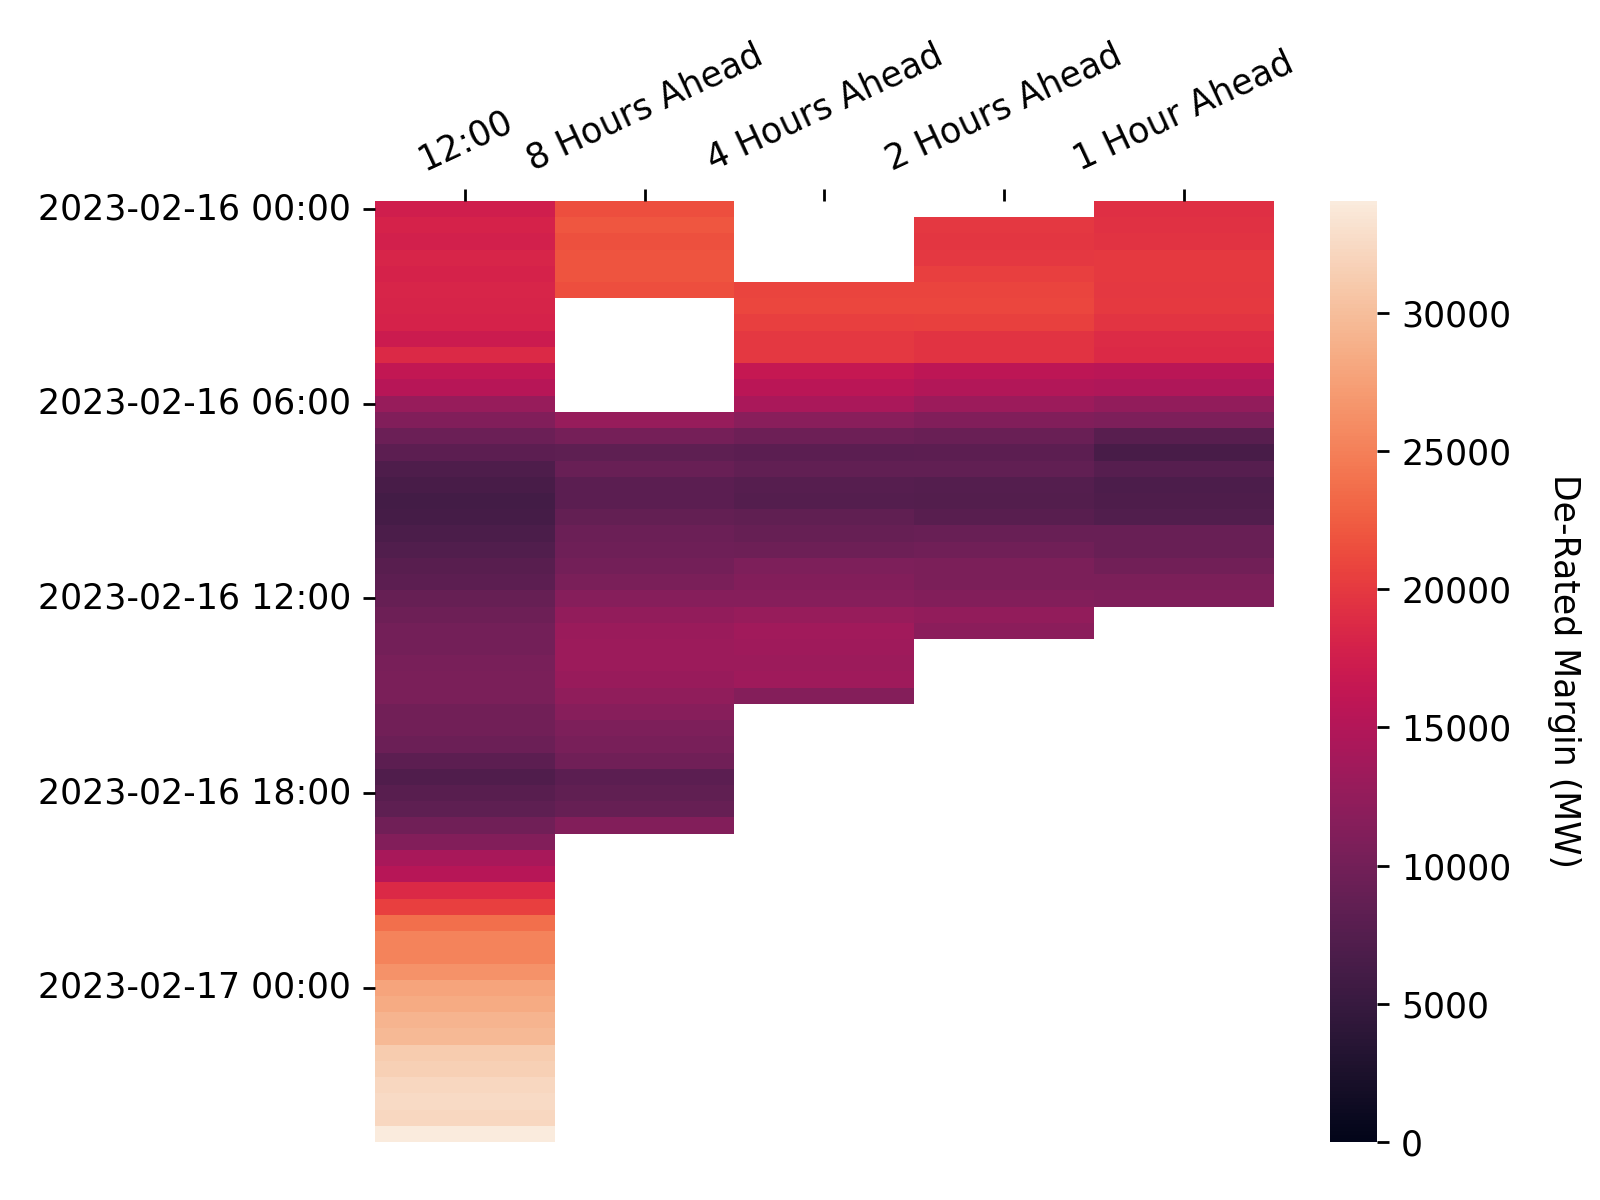 12:00
8 Hours Ahead
4 Hours Ahead
2 Hours Ahead
1 Hour Ahead
2023-02-16 00:00
2023-02-16 06:00
2023-02-16 12:00
2023-02-16 18:00
2023-02-17 00:00
30000
25000
20000
15000
10000
5000
0
De-Rated Margin (MW)